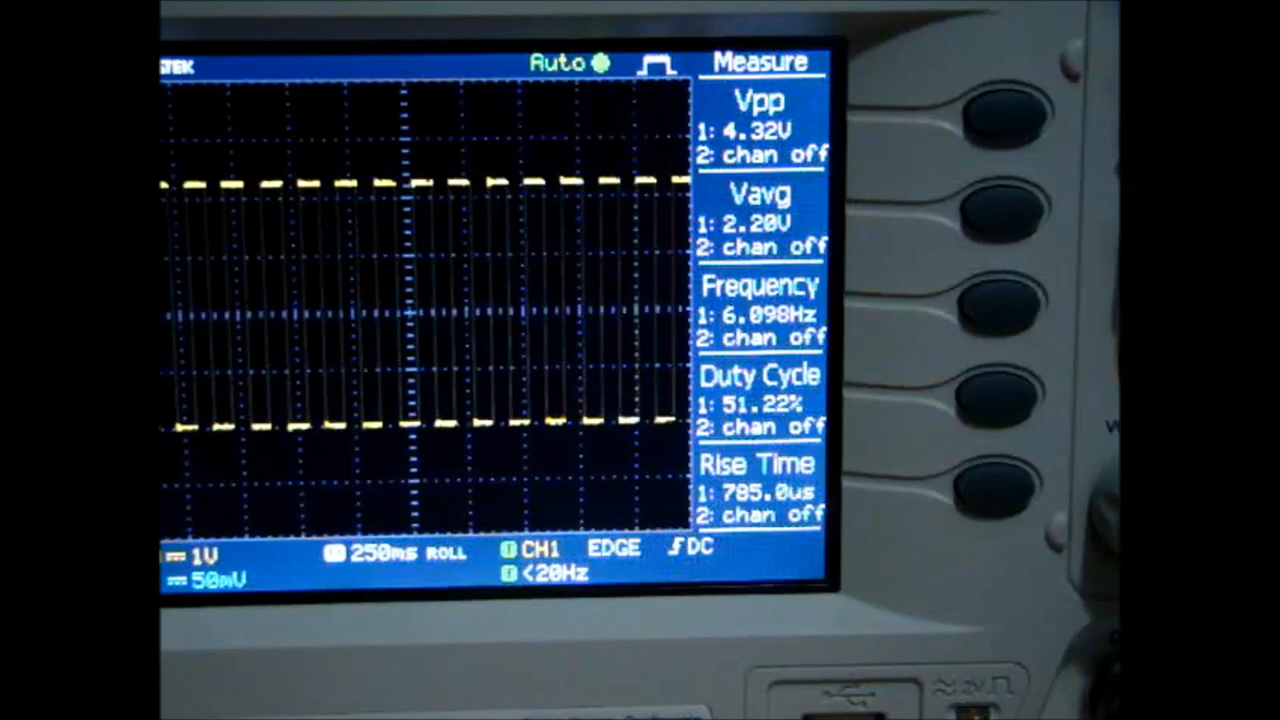 TEK Auto Measure
Vpp
1: 4.32V
2: chan off
Vavg
1: 2.20V
2: chan off
Frequency
1: 6.098Hz
2: chan off
Duty Cycle
1: 51.22%
2: chan off
Rise Time
1: 785.0us
2: chan off
1V 250ms ROLL CH1 EDGE DC
50mV <20Hz